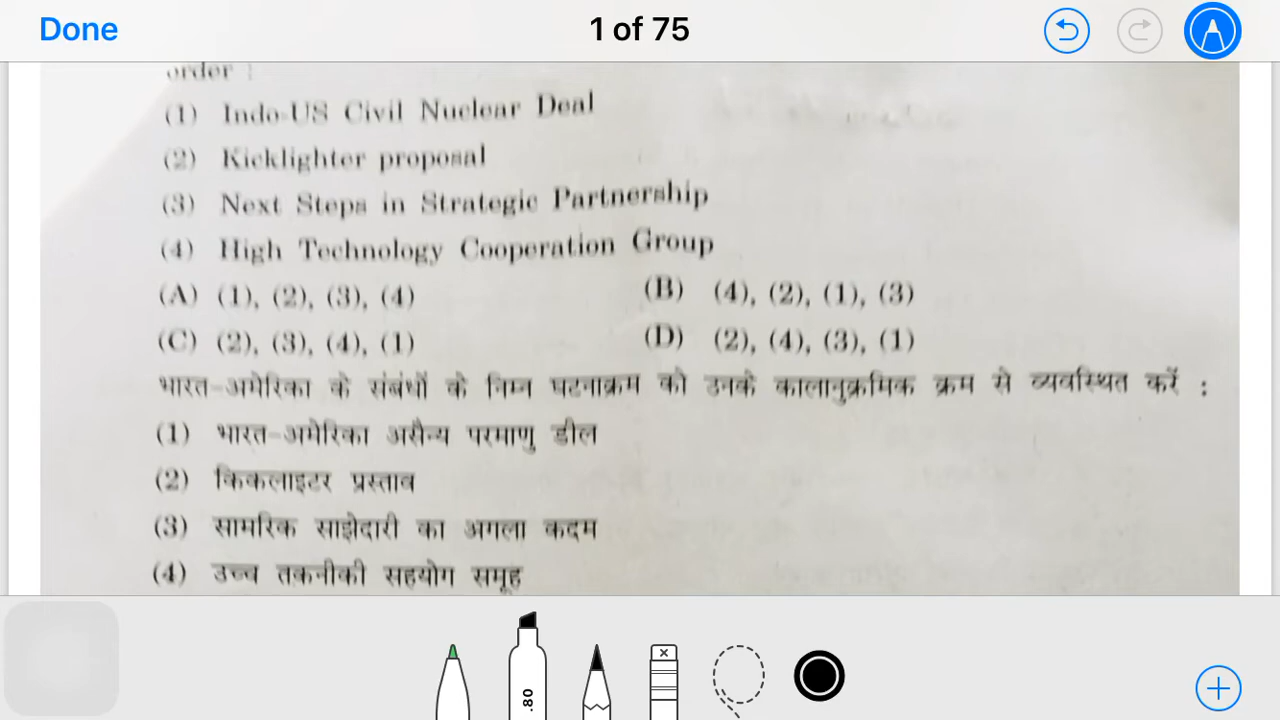 Done
1 of 75
order :
(1) Indo-US Civil Nuclear Deal
(2) Kicklighter proposal
(3) Next Steps in Strategic Partnership
(4) High Technology Cooperation Group
(A) (1), (2), (3), (4) (B) (4), (2), (1), (3)
(C) (2), (3), (4), (1) (D) (2), (4), (3), (1)
भारत-अमेरिका के संबंधों के निम्न घटनाक्रम को उनके कालानुक्रमिक क्रम से व्यवस्थित करें :
(1) भारत-अमेरिका असैन्य परमाणु डील
(2) किकलाइटर प्रस्ताव
(3) सामरिक साझेदारी का अगला कदम
(4) उच्च तकनीकी सहयोग समूह
.80